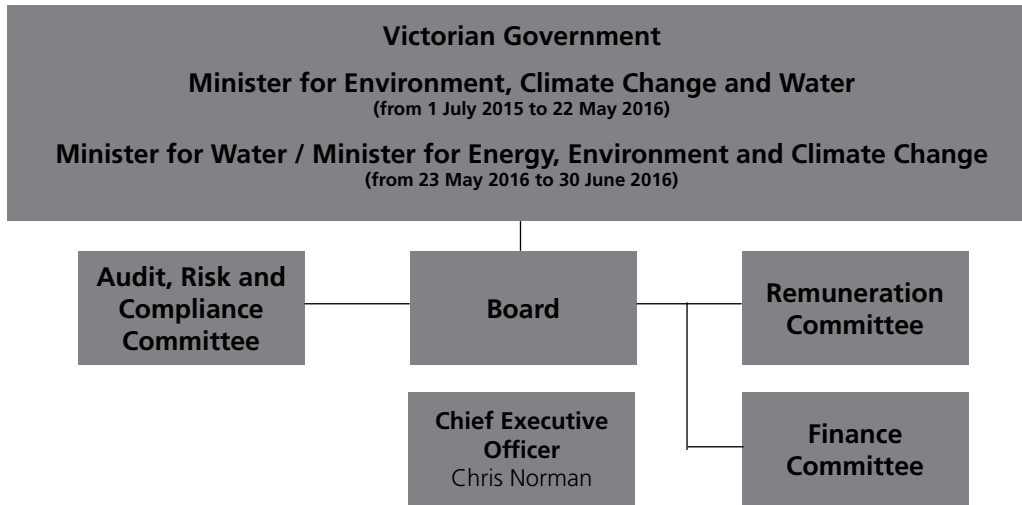 Victorian Government
Minister for Environment, Climate Change and Water
(from 1 July 2015 to 22 May 2016)
Minister for Water / Minister for Energy, Environment and Climate Change
(from 23 May 2016 to 30 June 2016)
Audit, Risk and
Compliance
Committee
Board
Remuneration
Committee
Chief Executive
Officer
Chris Norman
Finance
Committee